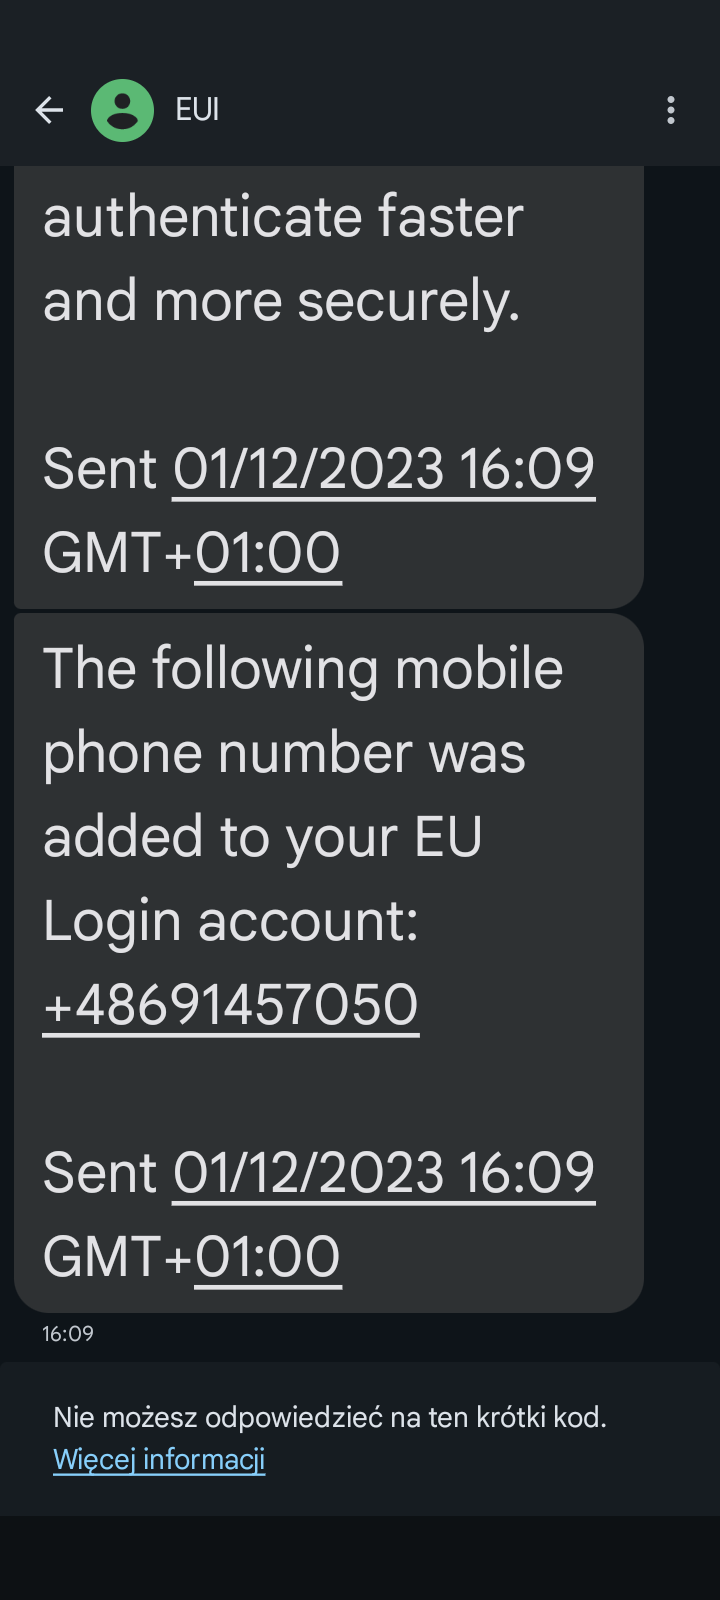 EUI
authenticate faster
and more securely.
Sent 01/12/2023 16:09
GMT+01:00
The following mobile
phone number was
added to your EU
Login account:
+48691457050
Sent 01/12/2023 16:09
GMT+01:00
16:09
Nie możesz odpowiedzieć na ten krótki kod.
Więcej informacji